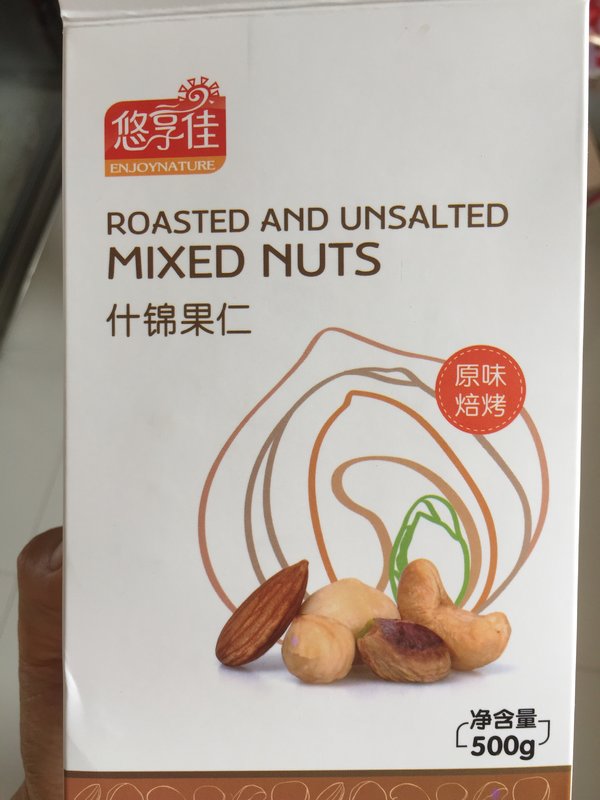 悠享佳
ENJOYNATURE
ROASTED AND UNSALTED
MIXED NUTS
什锦果仁
原味
焙烤
净含量
500g